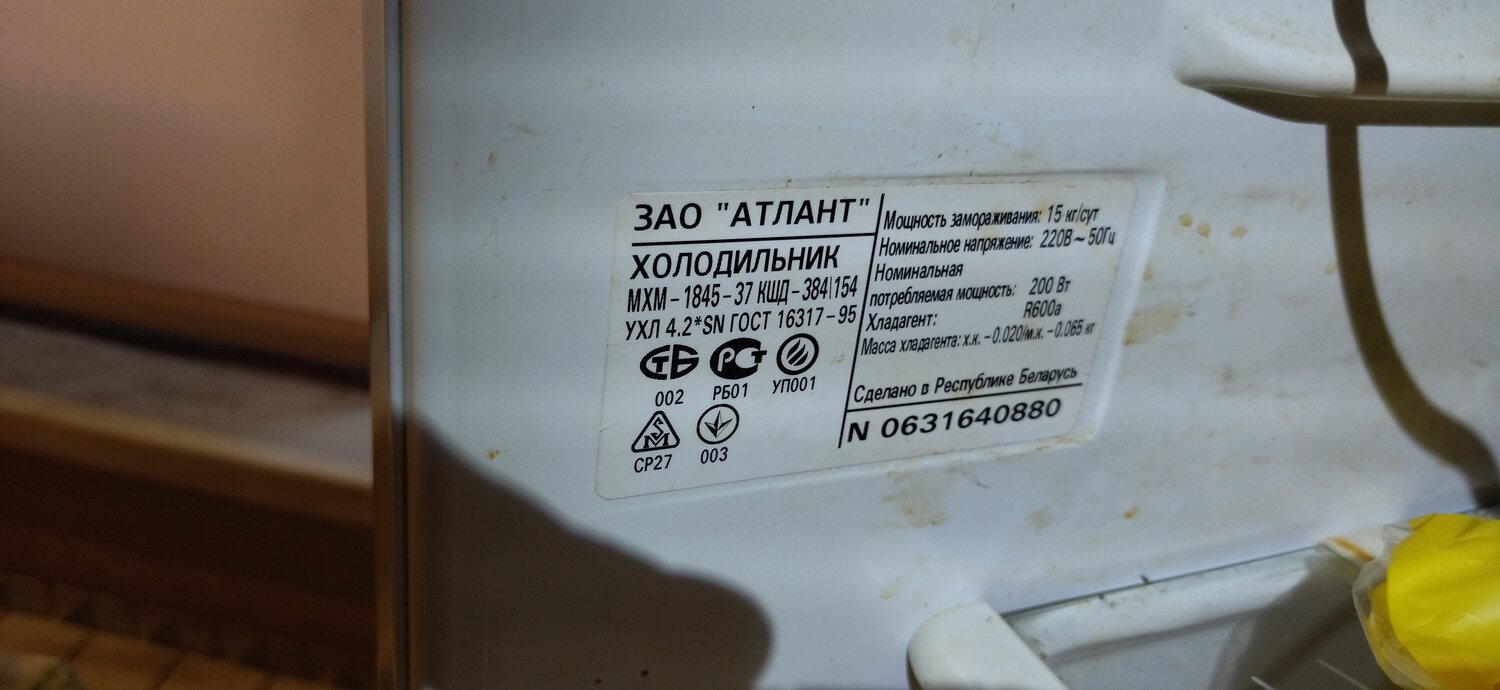 ЗАО "АТЛАНТ"
ХОЛОДИЛЬНИК
МХМ-1845-37 КШД-384\154
УХЛ 4.2*SN ГОСТ 16317-95
002
РБ01
УП001
СР27
003
Мощность замораживания: 15 кг/сут
Номинальное напряжение: 220В ~ 50Гц
Номинальная
потребляемая мощность: 200 Вт
Хладагент: R600a
Масса хладагента: х.к. -0.020/м.к. -0.065 кг
Сделано в Республике Беларусь
N 0631640880